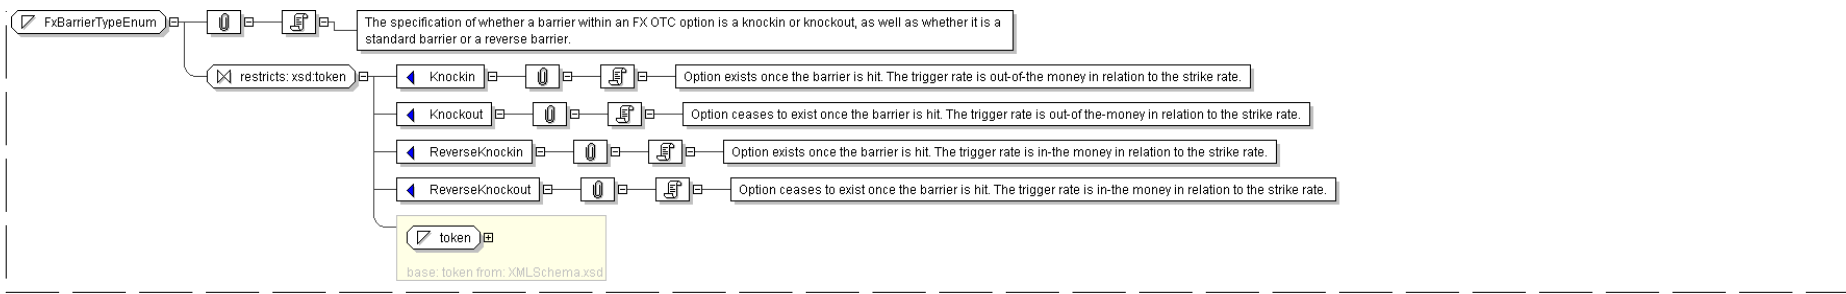 FxBarrierTypeEnum
The specification of whether a barrier within an FX OTC option is a knockin or knockout, as well as whether it is a
standard barrier or a reverse barrier.
restricts: xsd:token
Knockin
Option exists once the barrier is hit. The trigger rate is out-of-the money in relation to the strike rate.
Knockout
Option ceases to exist once the barrier is hit. The trigger rate is out-of the-money in relation to the strike rate.
ReverseKnockin
Option exists once the barrier is hit. The trigger rate is in-the money in relation to the strike rate.
ReverseKnockout
Option ceases to exist once the barrier is hit. The trigger rate is in-the money in relation to the strike rate.
token
base: token from: XMLSchema.xsd